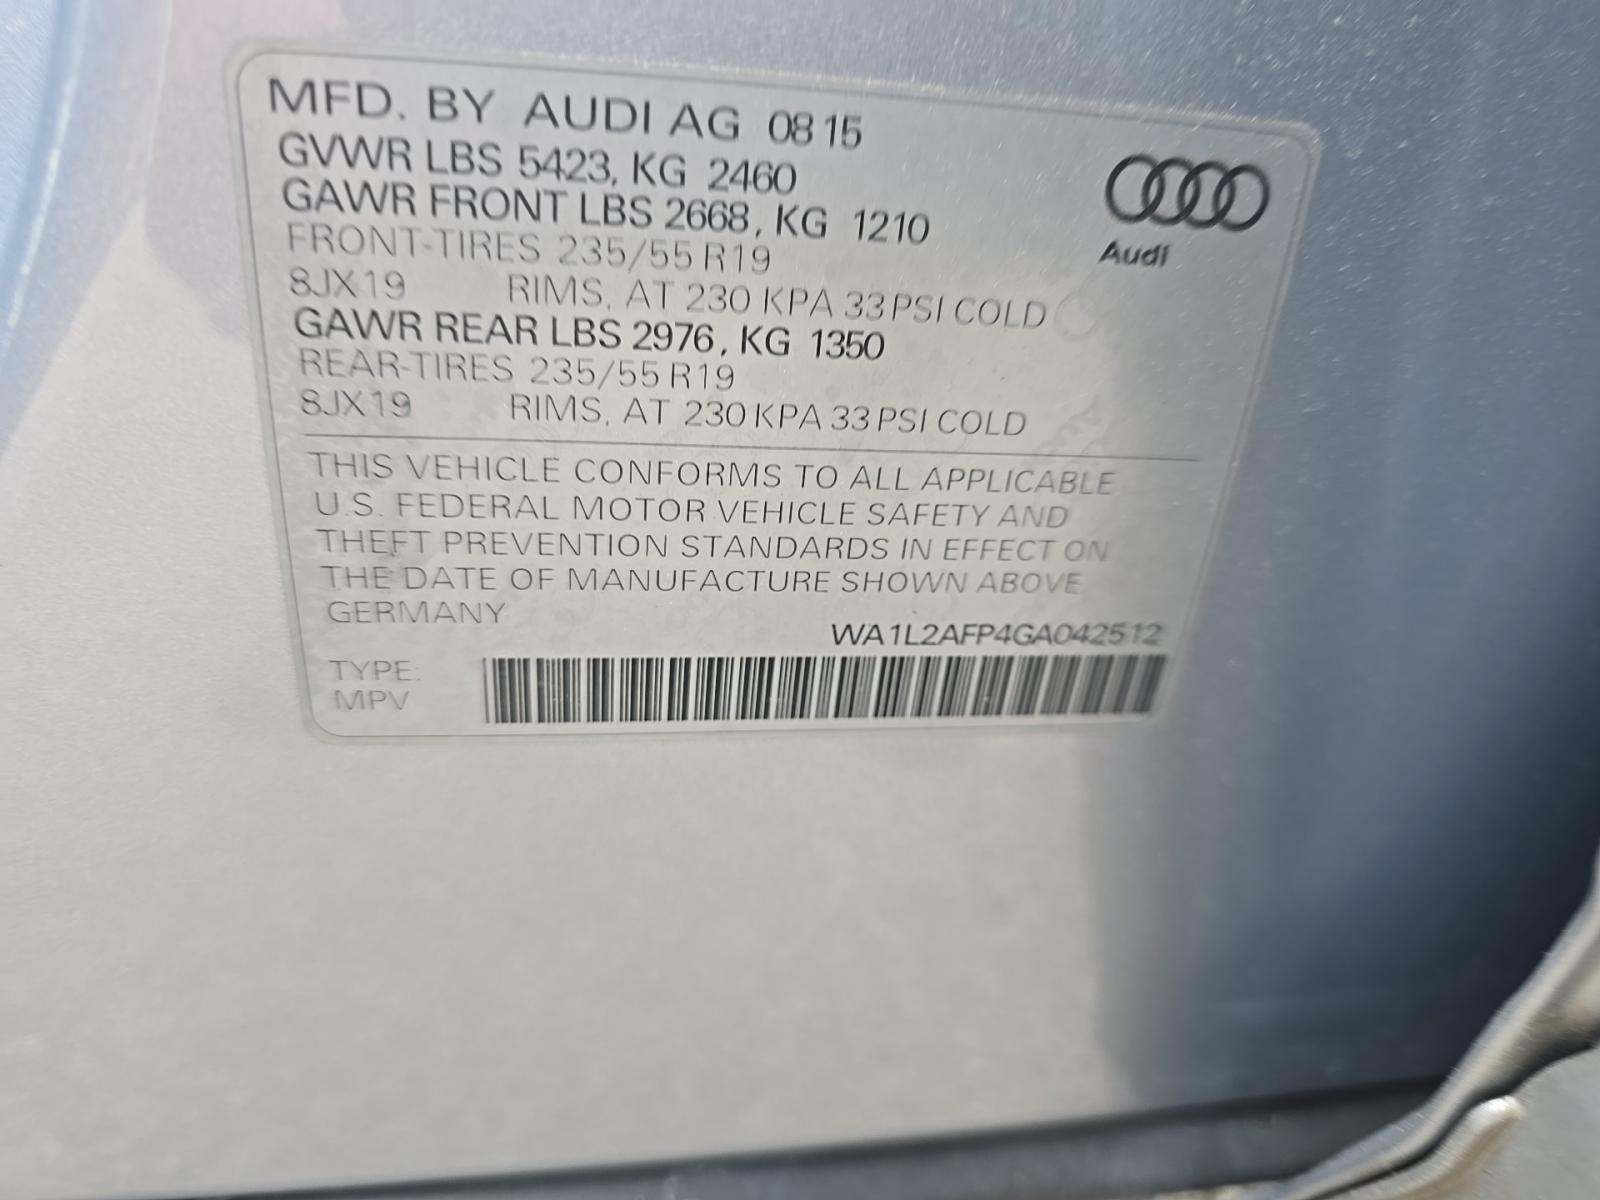 MFD. BY AUDI AG 08 15
GVWR LBS 5423, KG 2460
GAWR FRONT LBS 2668, KG 1210
FRONT-TIRES 235/55 R19
8JX19 RIMS, AT 230 KPA 33 PSI COLD
GAWR REAR LBS 2976, KG 1350
REAR-TIRES 235/55 R19
8JX19 RIMS, AT 230 KPA 33 PSI COLD
Audi
THIS VEHICLE CONFORMS TO ALL APPLICABLE
U.S. FEDERAL MOTOR VEHICLE SAFETY AND
THEFT PREVENTION STANDARDS IN EFFECT ON
THE DATE OF MANUFACTURE SHOWN ABOVE
GERMANY
WA1L2AFP4GA042512
TYPE:
MPV